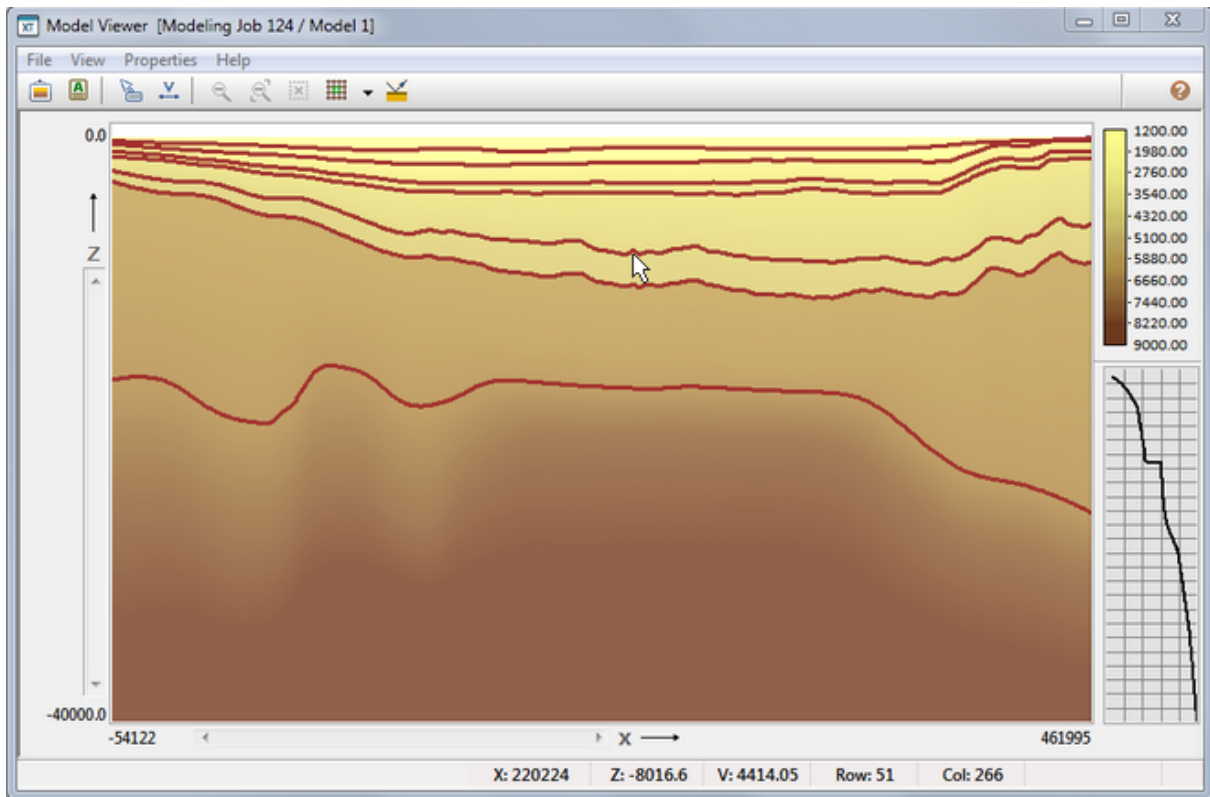 XT Model Viewer [Modeling Job 124 / Model 1]
File View Properties Help
A V ?
0.0
Z
-40000.0
-54122 X 461995
1200.00
1980.00
2760.00
3540.00
4320.00
5100.00
5880.00
6660.00
7440.00
8220.00
9000.00
X: 220224 Z: -8016.6 V: 4414.05 Row: 51 Col: 266